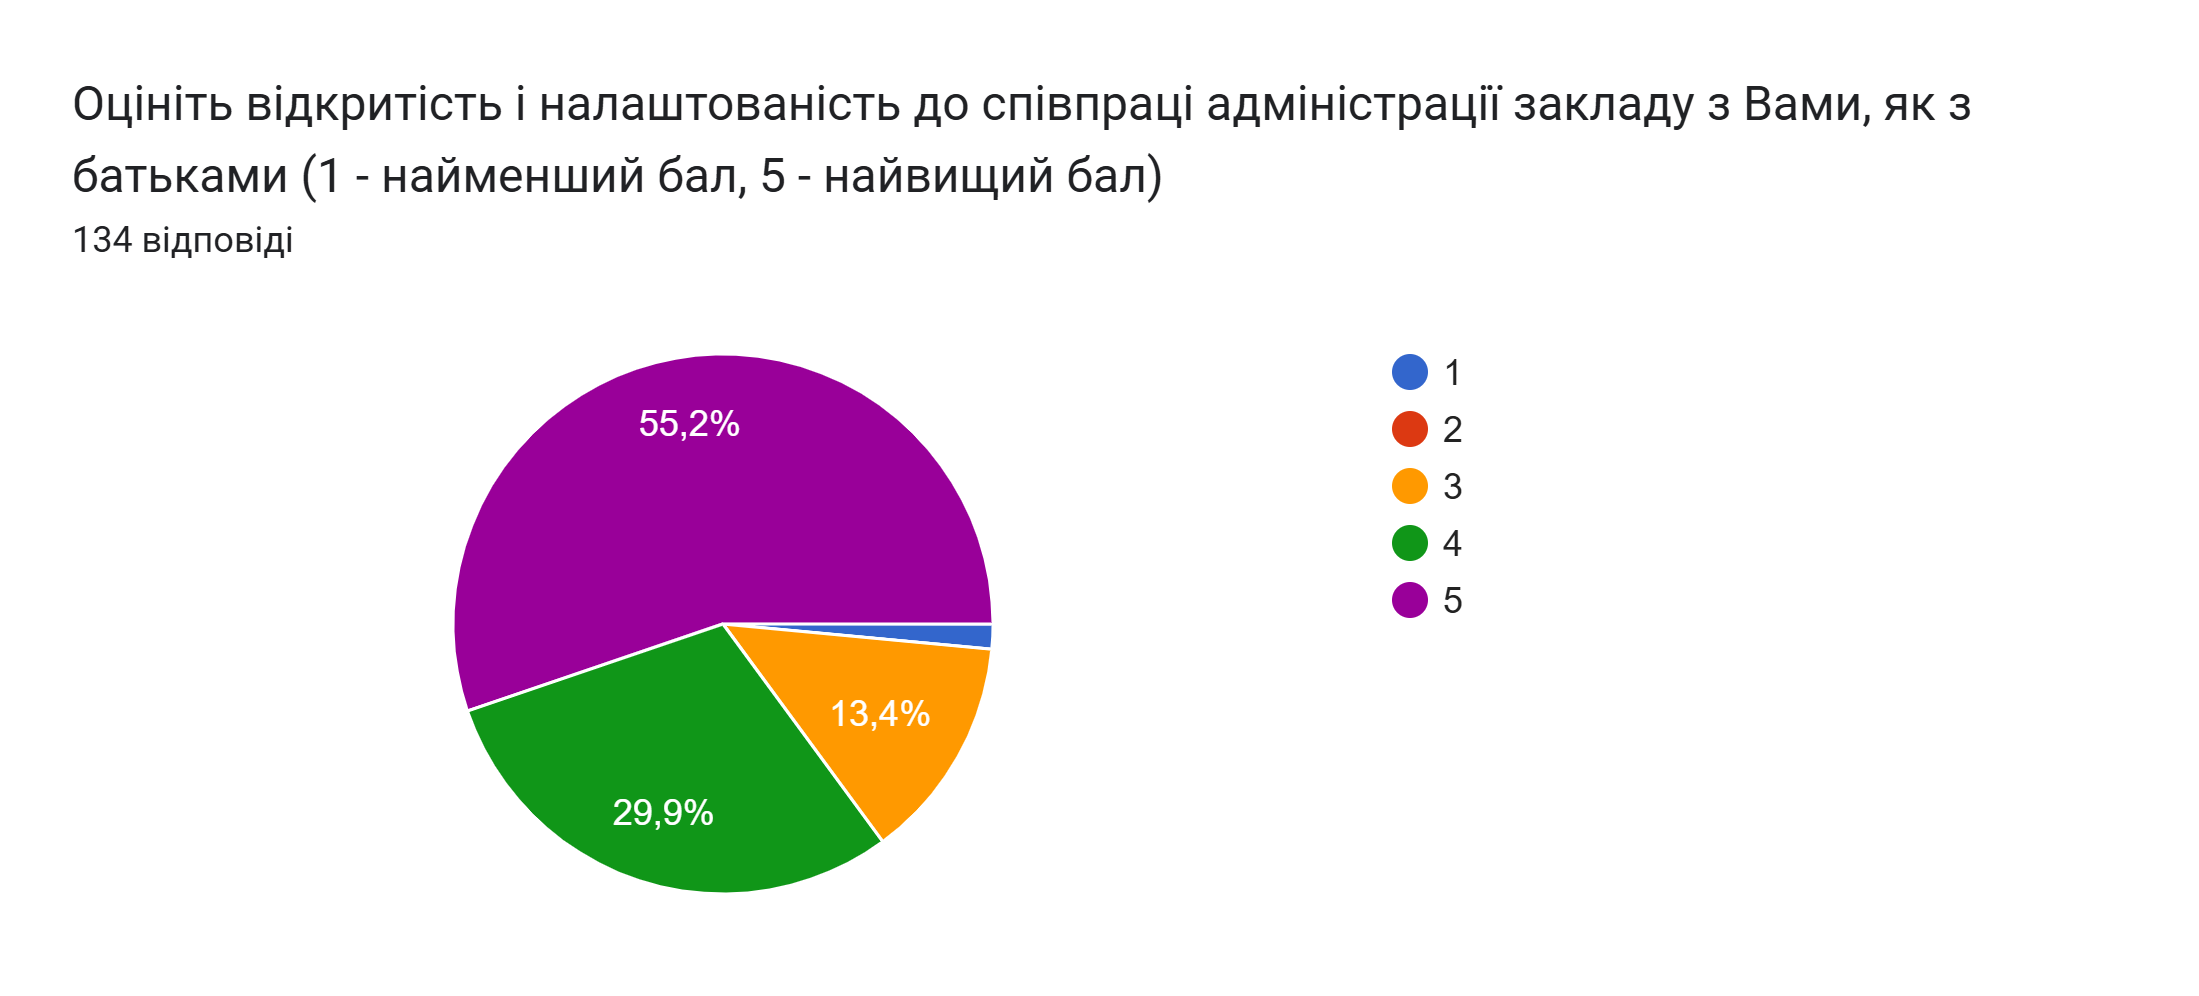 Оцініть відкритість і налаштованість до співпраці адміністрації закладу з Вами, як з
батьками (1 - найменший бал, 5 - найвищий бал)
134 відповіді
55,2%
13,4%
29,9%
1
2
3
4
5